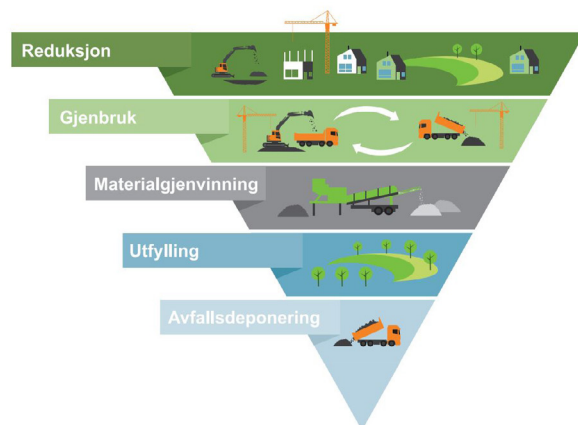 Reduksjon
Gjenbruk
Materialgjenvinning
Utfylling
Avfallsdeponering